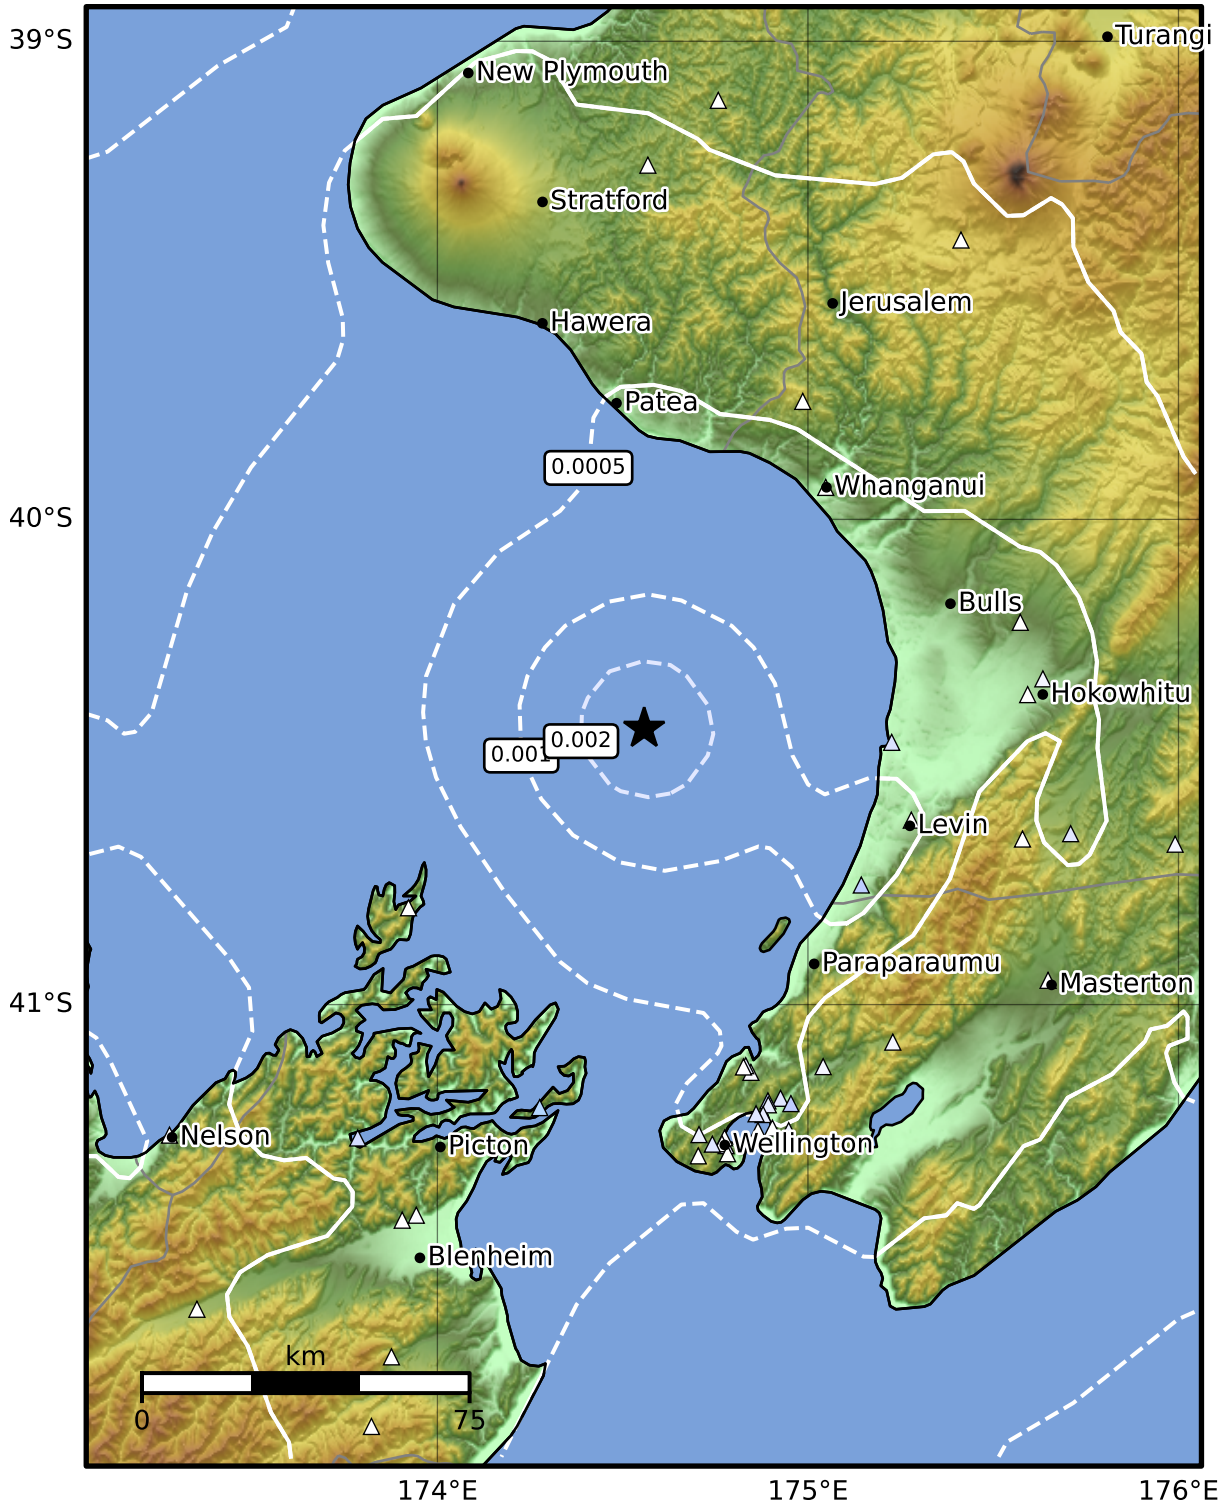 39°S
Turangi
New Plymouth
Stratford
Jerusalem
Hawera
Patea
0.0005
Whanganui
40°S
Bulls
Hokowhitu
0.002
0.001
Levin
Paraparaumu
Masterton
41°S
Nelson
Picton
Wellington
Blenheim
km
0
75
174°E
175°E
176°E